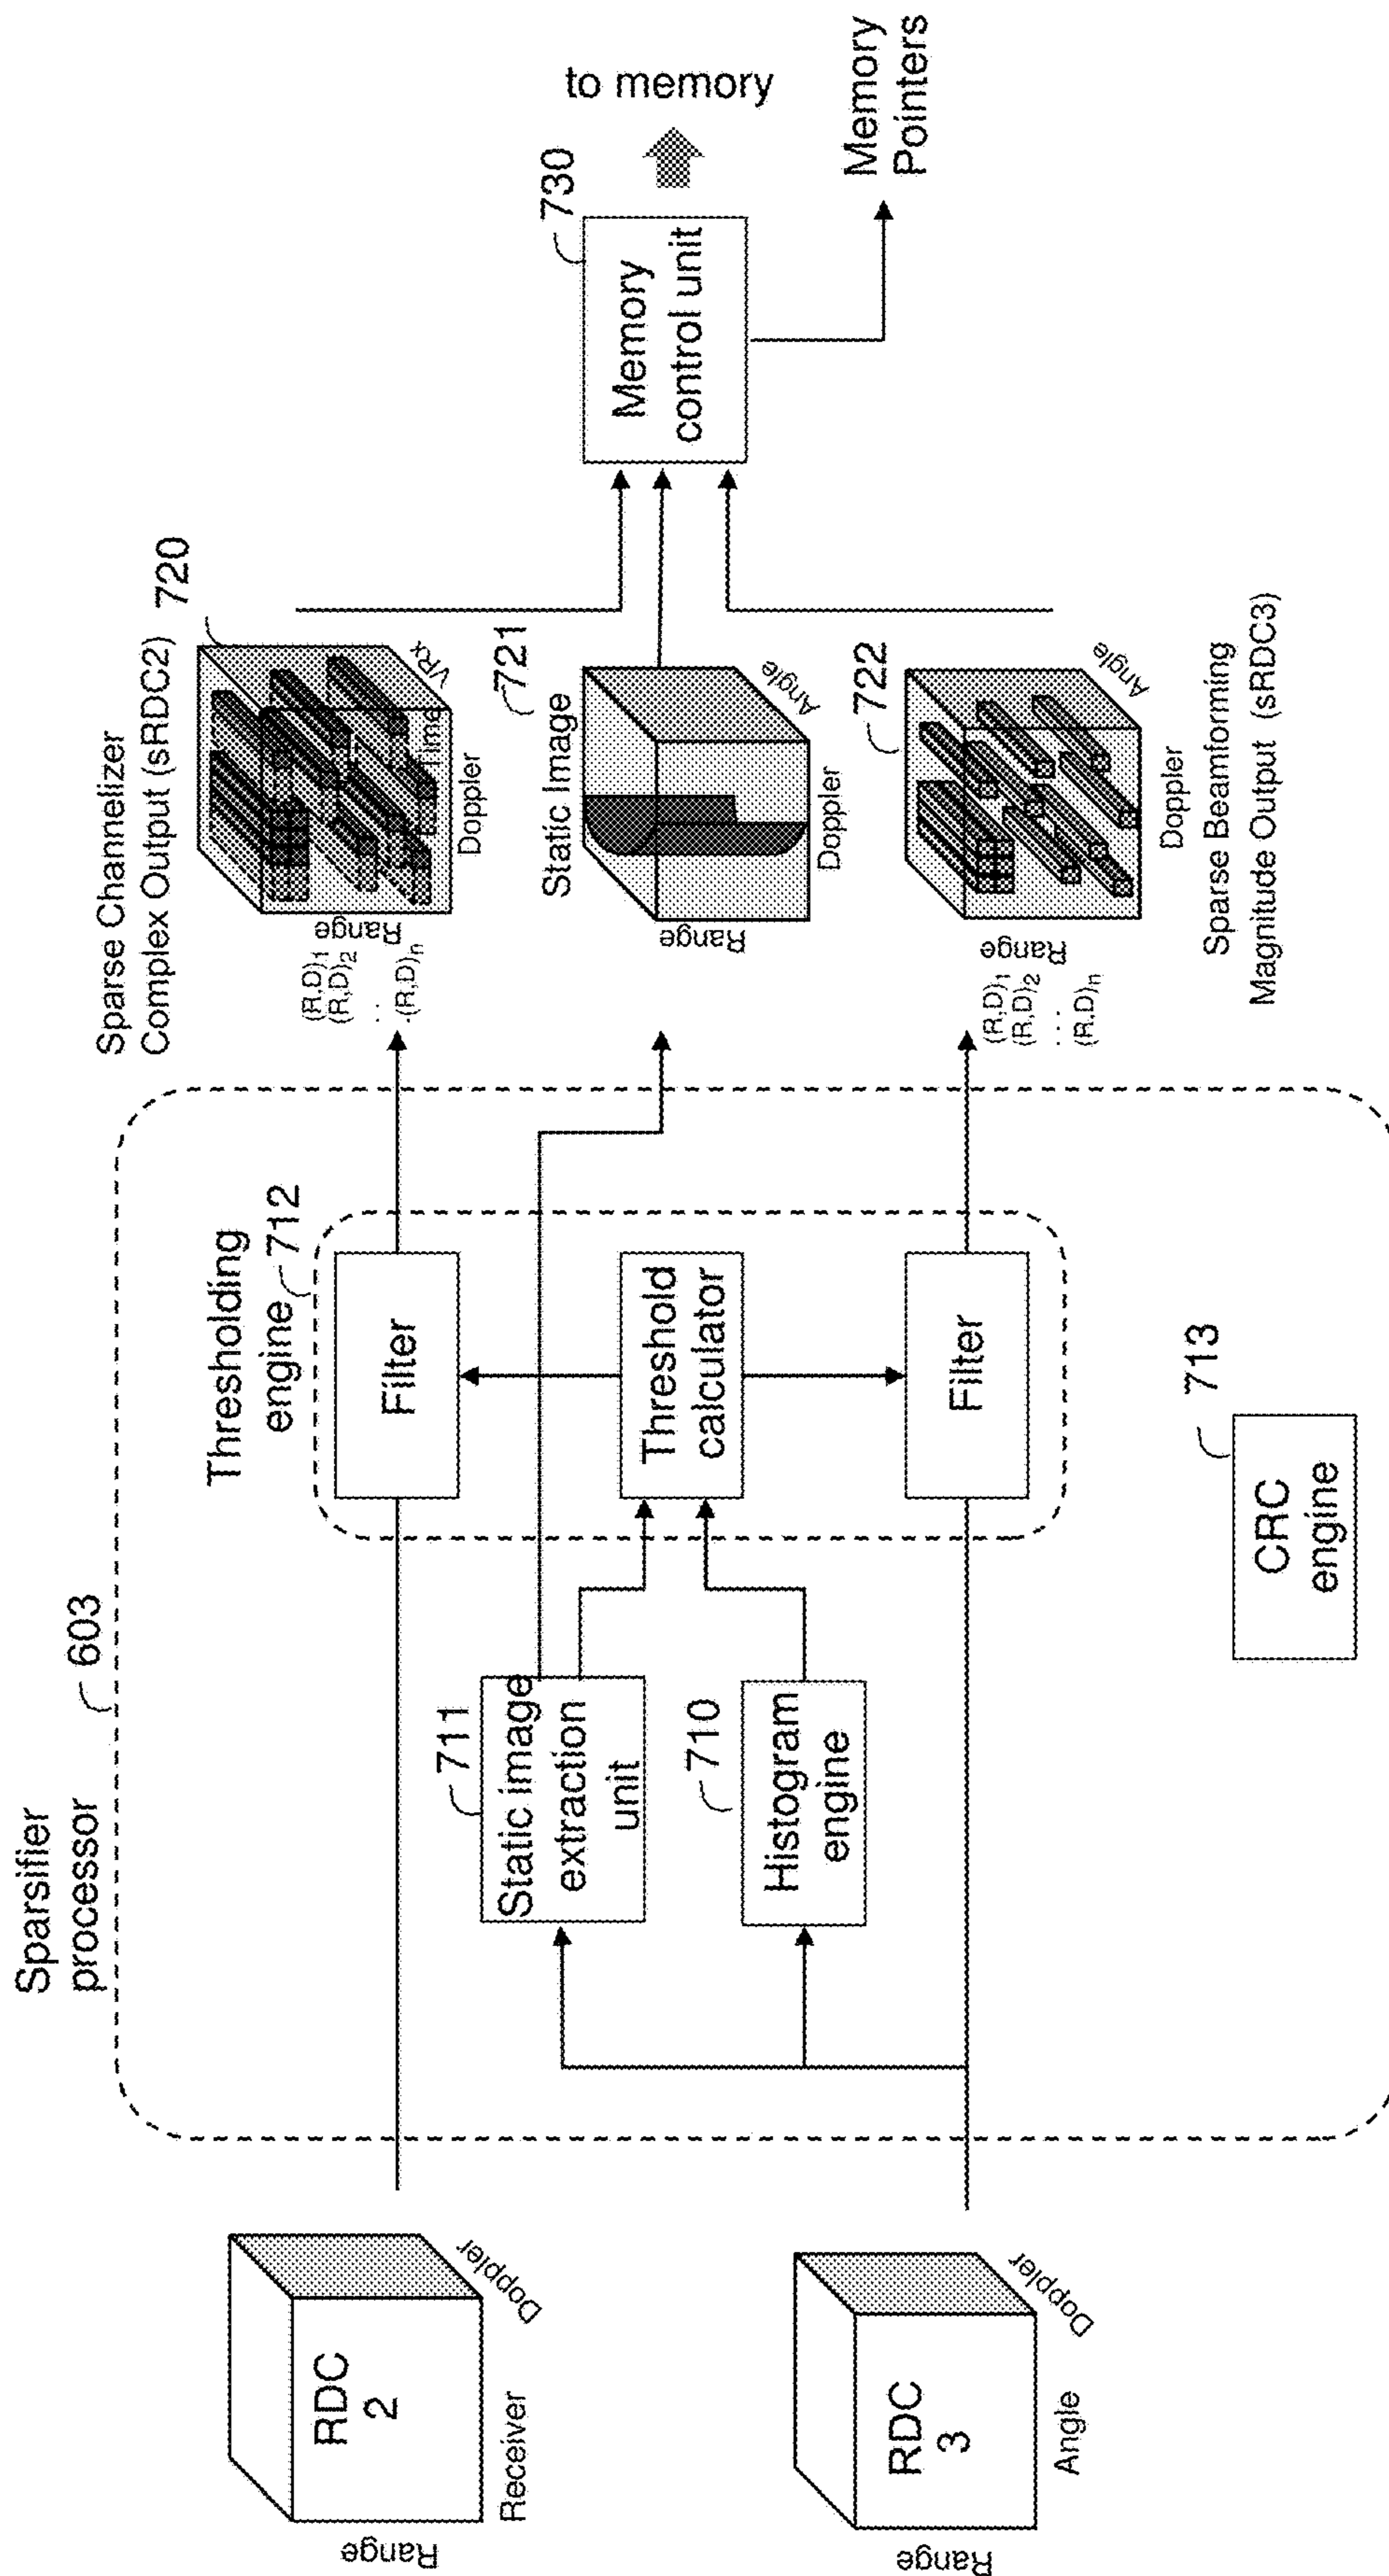 Sparsifier
processor
603
RDC
2
Range
Receiver
Doppler
RDC
3
Range
Angle
Doppler
Static image
extraction
unit
711
Histogram
engine
710
Thresholding
engine
712
Filter
Threshold
calculator
Filter
CRC
engine
713
Sparse Channelizer
Complex Output (sRDC2)
720
(R,D)1
(R,D)2
. . .
(R,D)n
Range
Doppler
Time
VRx
Static Image
721
Range
Doppler
Angle
722
(R,D)1
(R,D)2
. . .
(R,D)n
Range
Doppler
Angle
Sparse Beamforming
Magnitude Output (sRDC3)
Memory
control unit
730
to memory
Memory
Pointers